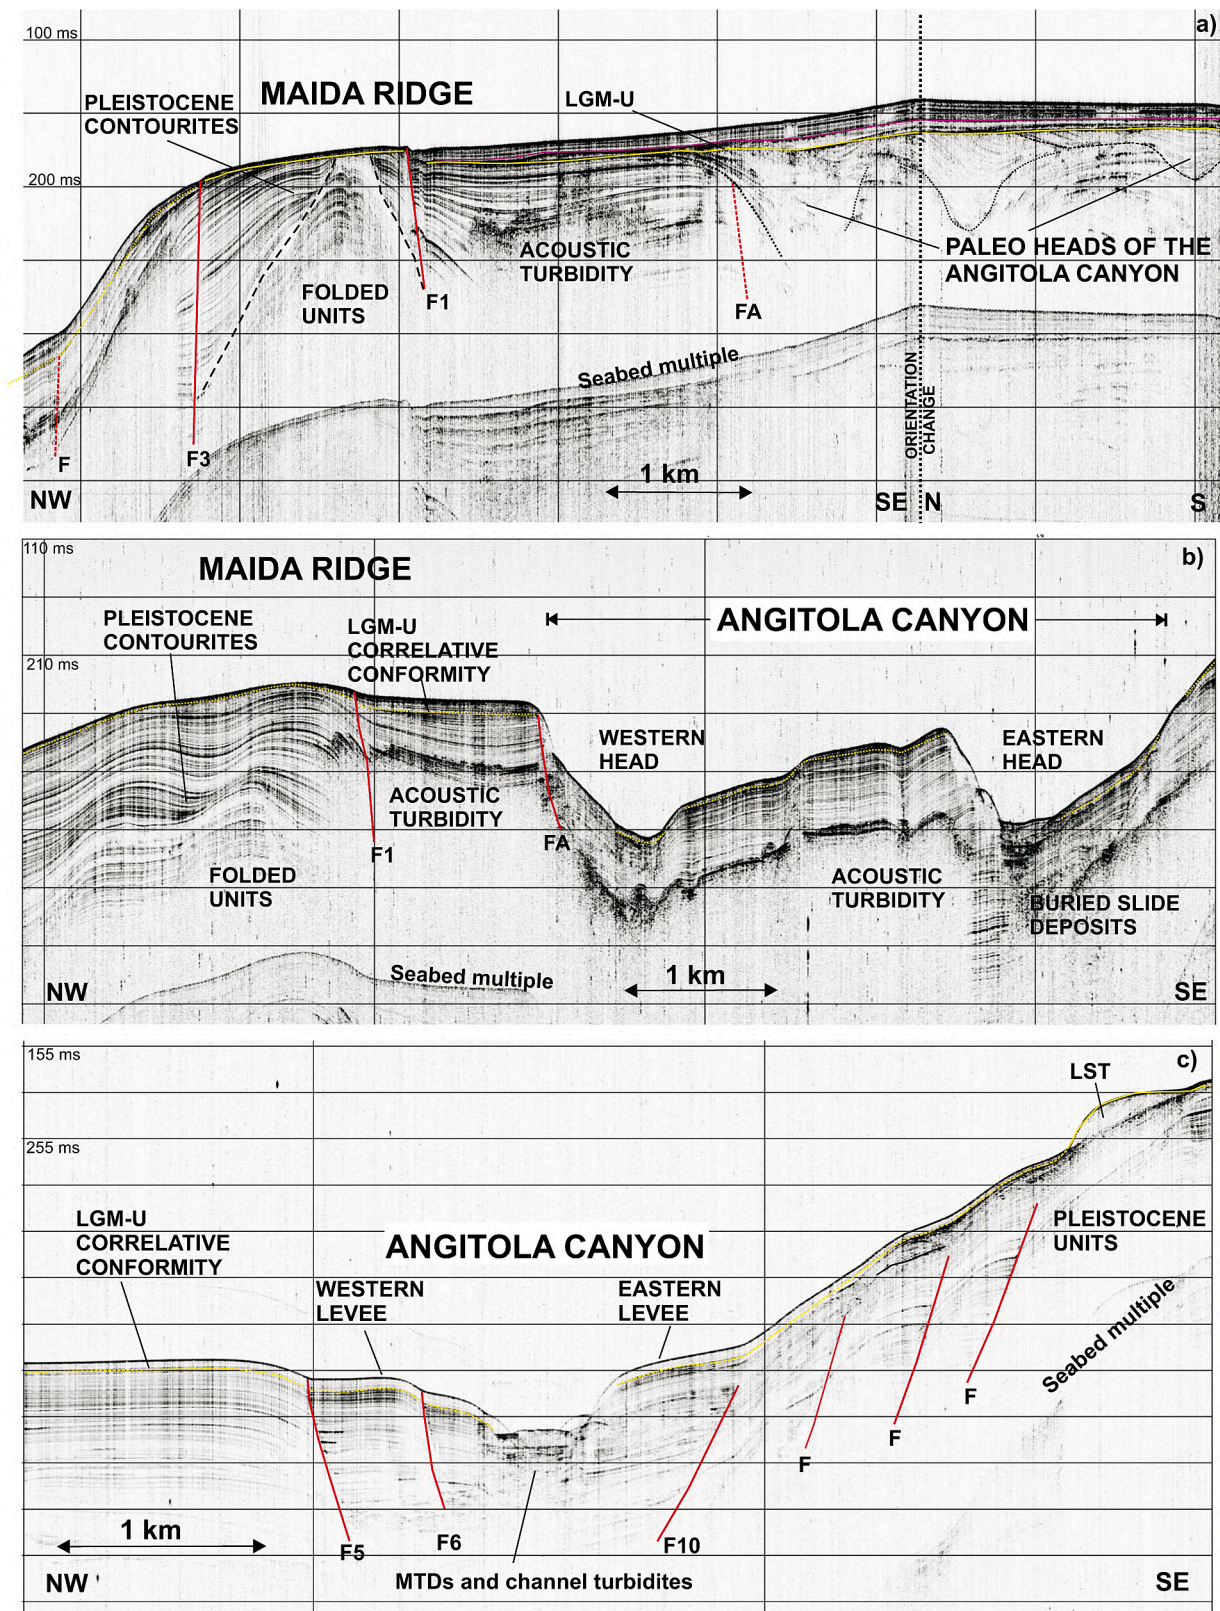 a)
100 ms
MAIDA RIDGE
LGM-U
PLEISTOCENE
CONTOURITES
200 ms
PALEO HEADS OF THE
ANGITOLA CANYON
ACOUSTIC
TURBIDITY
FOLDED
UNITS
F1
FA
Seabed multiple
ORIENTATION
CHANGE
F
F3
1 km
NW
SE
N
S
110 ms
b)
MAIDA RIDGE
PLEISTOCENE
CONTOURITES
LGM-U
CORRELATIVE
CONFORMITY
ANGITOLA CANYON
210 ms
WESTERN
HEAD
EASTERN
HEAD
ACOUSTIC
TURBIDITY
F1
FA
FOLDED
UNITS
ACOUSTIC
TURBIDITY
BURIED SLIDE
DEPOSITS
Seabed multiple
1 km
NW
SE
155 ms
c)
LST
255 ms
LGM-U
CORRELATIVE
CONFORMITY
ANGITOLA CANYON
PLEISTOCENE
UNITS
WESTERN
LEVEE
EASTERN
LEVEE
Seabed multiple
F
F
F
1 km
F5
F6
F10
MTDs and channel turbidites
NW
SE